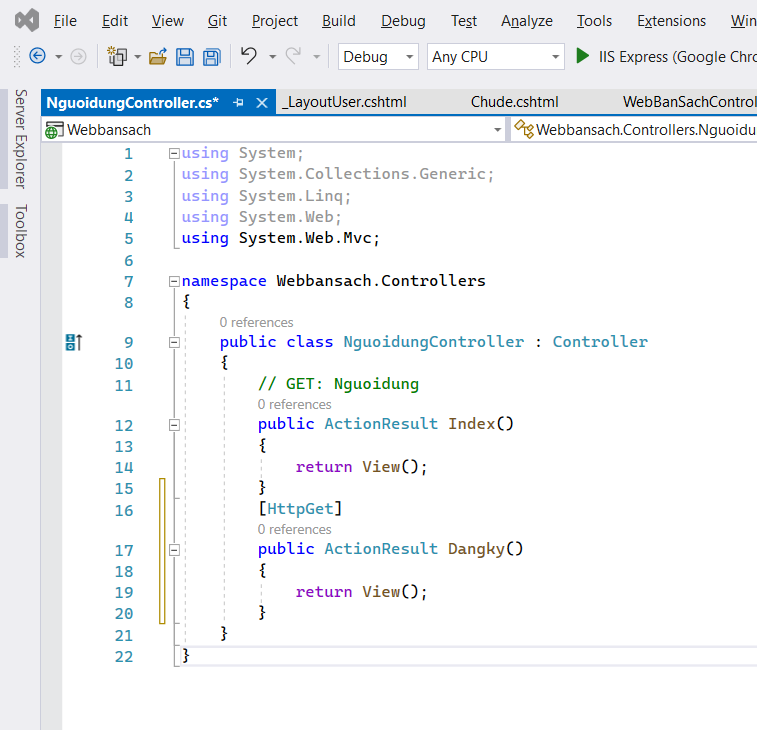 File Edit View Git Project Build Debug Test Analyze Tools Extensions Win
Debug Any CPU IIS Express (Google Chro
Server Explorer
Toolbox
NguoidungController.cs* _LayoutUser.cshtml Chude.cshtml WebBanSachControl
Webbansach Webbansach.Controllers.Nguoidu
1 using System;
2 using System.Collections.Generic;
3 using System.Linq;
4 using System.Web;
5 using System.Web.Mvc;
6
7 namespace Webbansach.Controllers
8 {
0 references
9 public class NguoidungController : Controller
10 {
11 // GET: Nguoidung
0 references
12 public ActionResult Index()
13 {
14 return View();
15 }
16 [HttpGet]
0 references
17 public ActionResult Dangky()
18 {
19 return View();
20 }
21 }
22 }